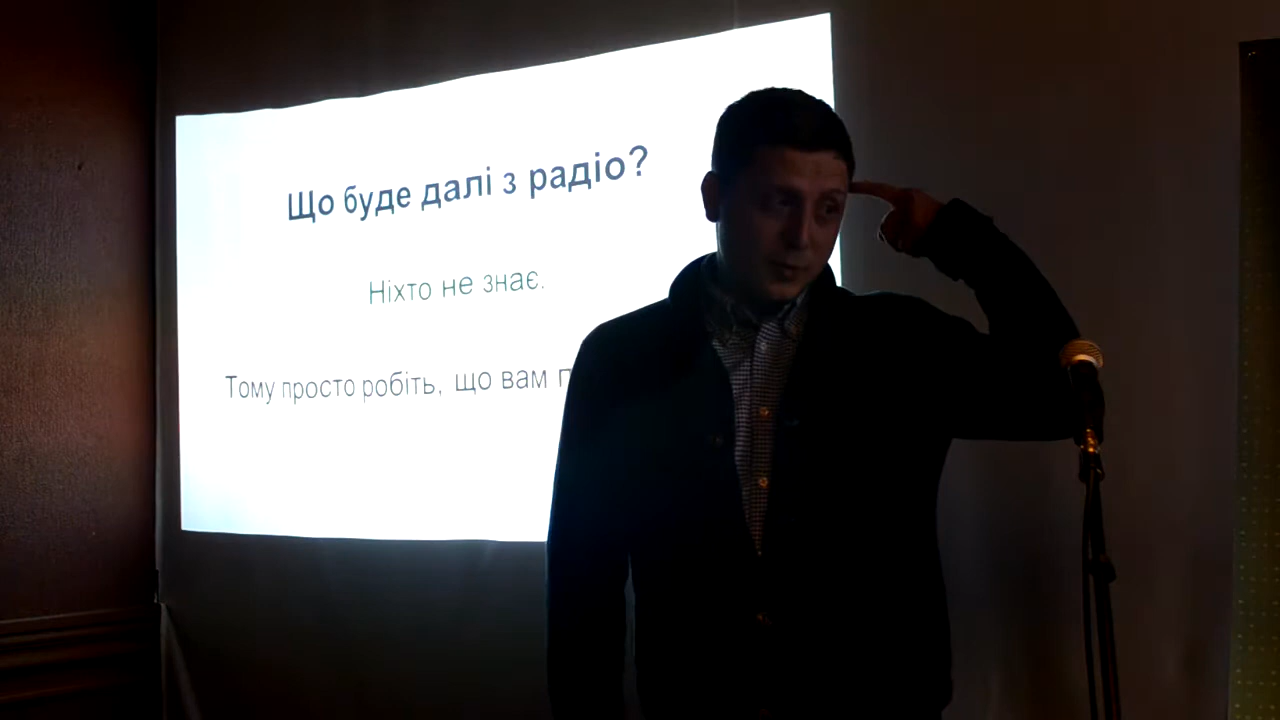 Що буде далі з радіо?
Ніхто не знає.
Тому просто робіть, що вам